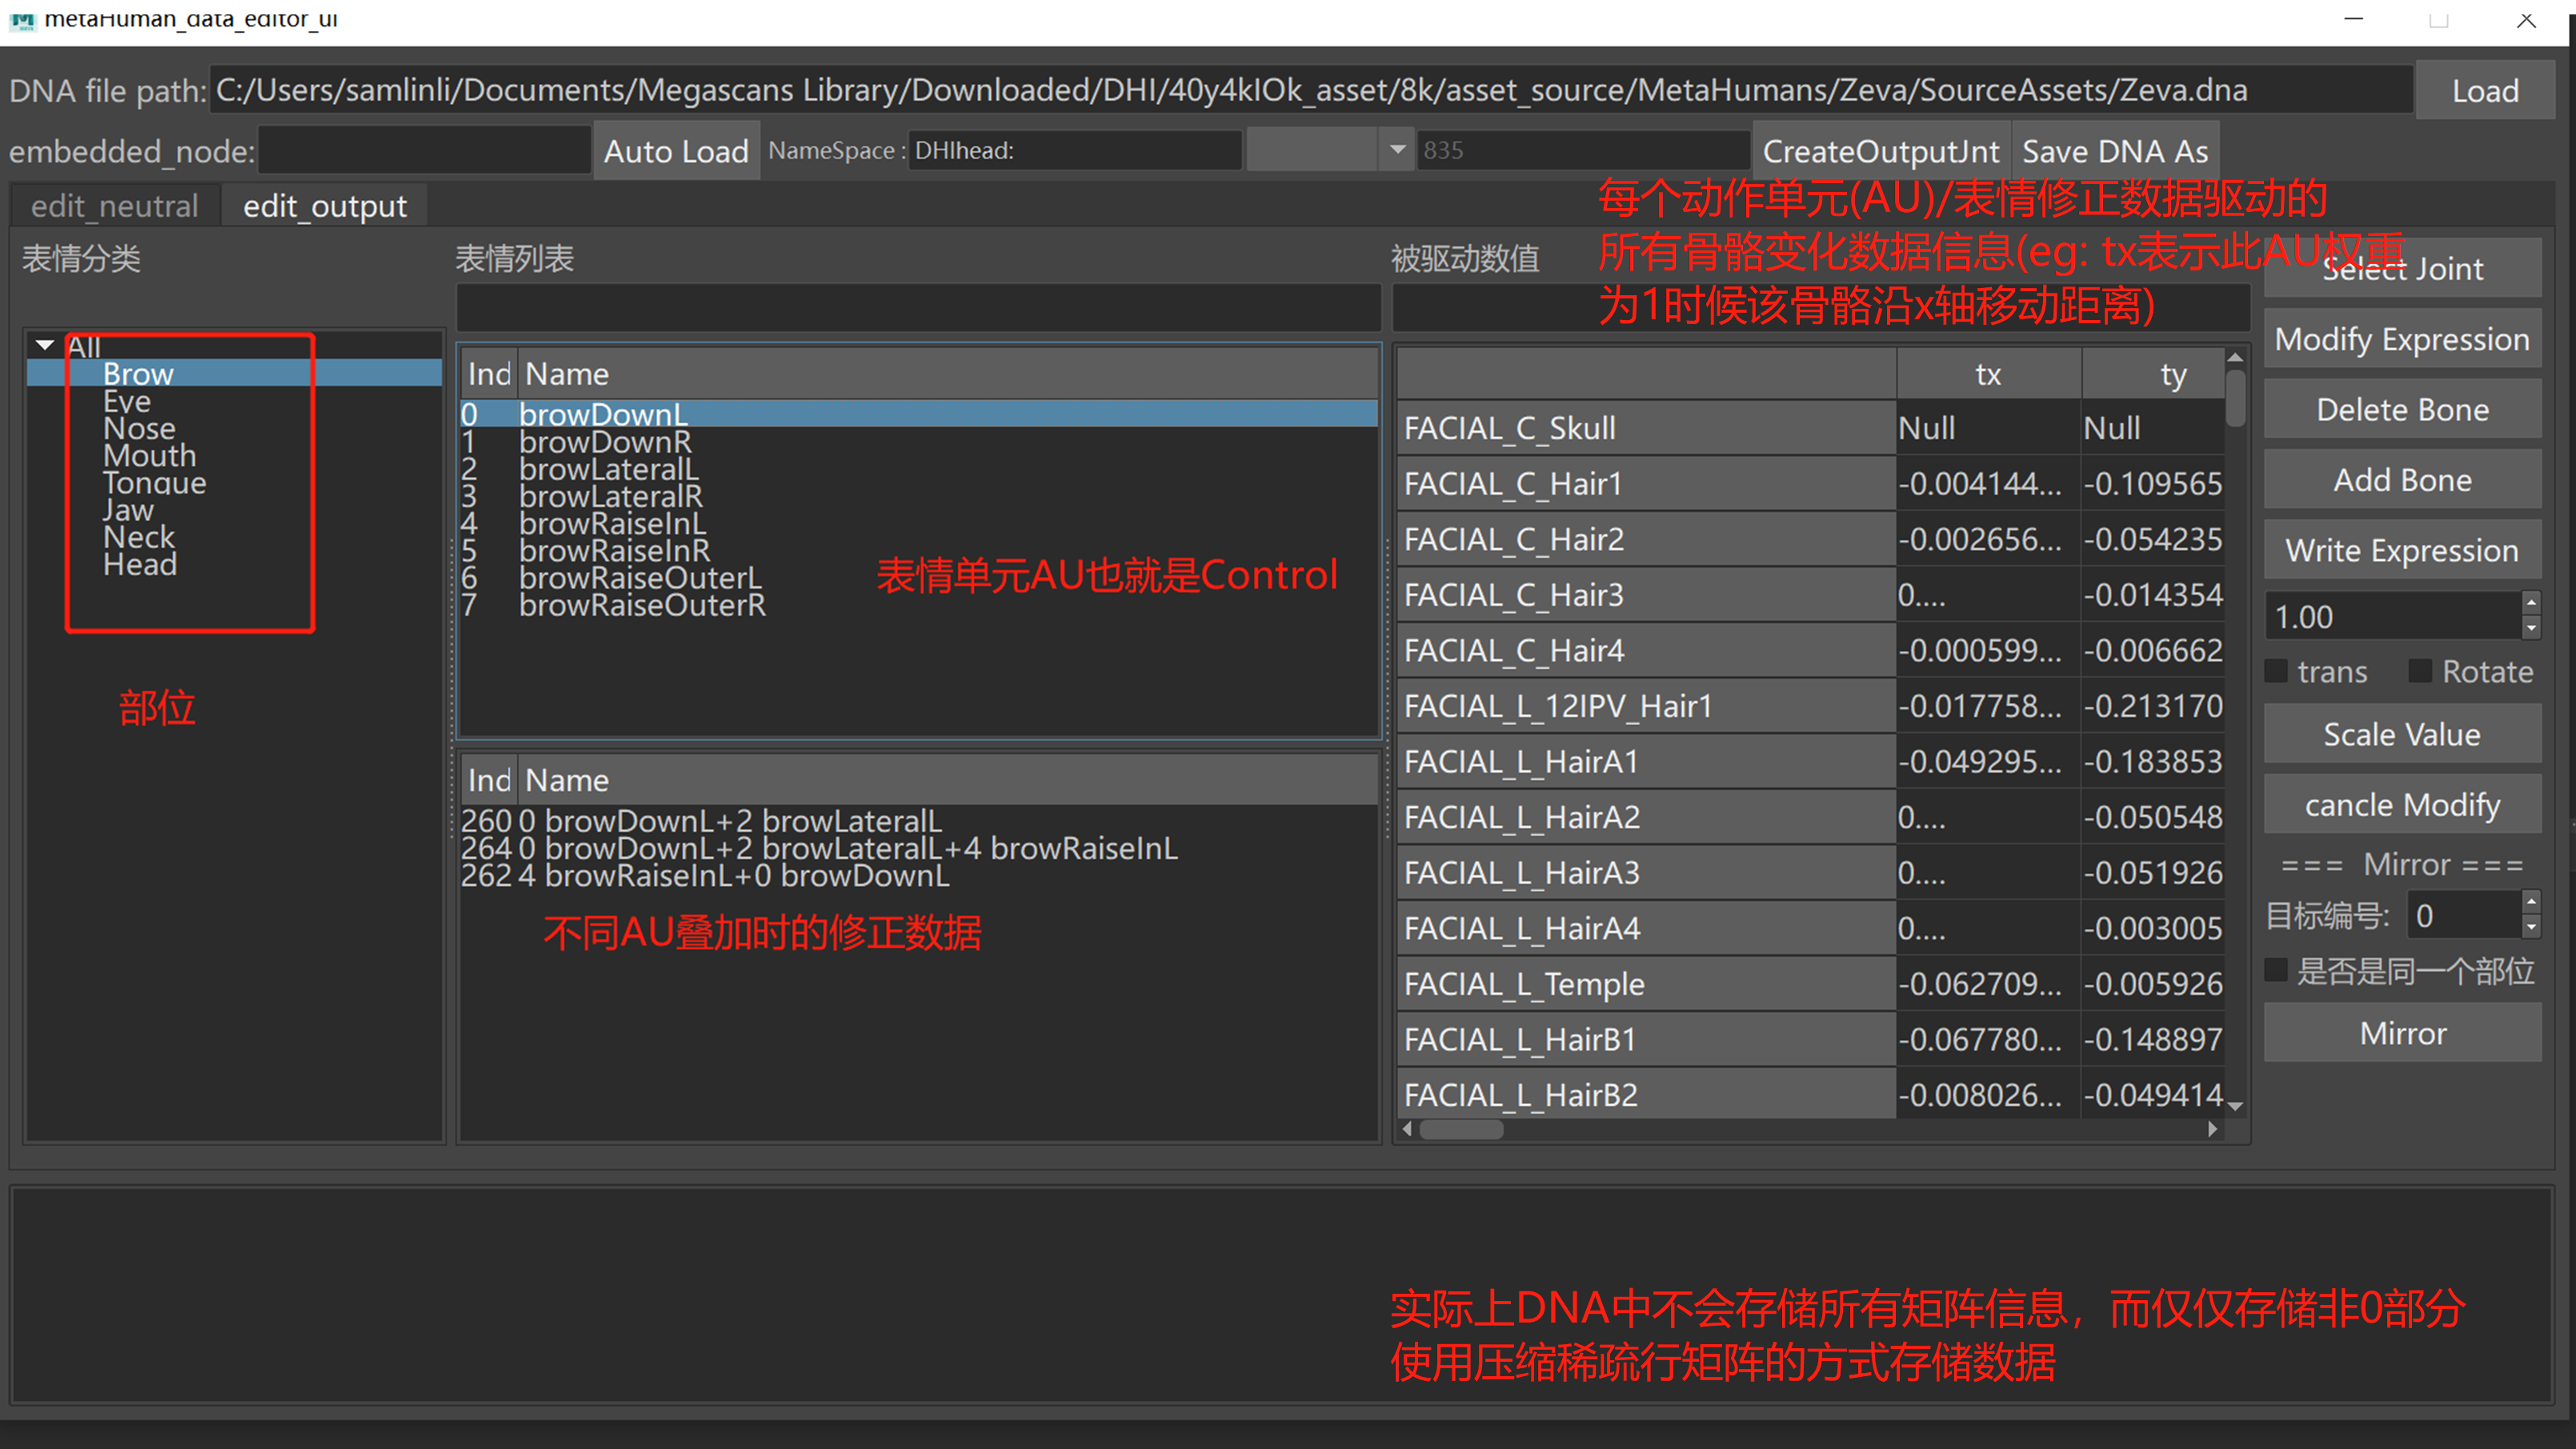 metaHuman_data_editor_ui
DNA file path: C:/Users/samlinli/Documents/Megascans Library/Downloaded/DHI/40y4kIOk_asset/8k/asset_source/MetaHumans/Zeva/SourceAssets/Zeva.dna Load
embedded_node: Auto Load NameSpace : DHIhead: 835 CreateOutputJnt Save DNA As
edit_neutral edit_output
每个动作单元(AU)/表情修正数据驱动的
所有骨骼变化数据信息(eg: tx表示此AU权重
为1时候该骨骼沿x轴移动距离)
表情分类
All
Brow
Eye
Nose
Mouth
Tongue
Jaw
Neck
Head
部位
表情列表
Ind Name
0 browDownL
1 browDownR
2 browLateralL
3 browLateralR
4 browRaiseInL
5 browRaiseInR
6 browRaiseOuterL
7 browRaiseOuterR
表情单元AU也就是Control
Ind Name
260 0 browDownL+2 browLateralL
264 0 browDownL+2 browLateralL+4 browRaiseInL
262 4 browRaiseInL+0 browDownL
不同AU叠加时的修正数据
被驱动数值
tx ty
FACIAL_C_Skull Null Null
FACIAL_C_Hair1 -0.004144... -0.109565
FACIAL_C_Hair2 -0.002656... -0.054235
FACIAL_C_Hair3 0.... -0.014354
FACIAL_C_Hair4 -0.000599... -0.006662
FACIAL_L_12IPV_Hair1 -0.017758... -0.213170
FACIAL_L_HairA1 -0.049295... -0.183853
FACIAL_L_HairA2 0.... -0.050548
FACIAL_L_HairA3 0.... -0.051926
FACIAL_L_HairA4 0.... -0.003005
FACIAL_L_Temple -0.062709... -0.005926
FACIAL_L_HairB1 -0.067780... -0.148897
FACIAL_L_HairB2 -0.008026... -0.049414
Select Joint
Modify Expression
Delete Bone
Add Bone
Write Expression
1.00
trans Rotate
Scale Value
cancle Modify
=== Mirror ===
目标编号: 0
是否是同一个部位
Mirror
实际上DNA中不会存储所有矩阵信息，而仅仅存储非0部分
使用压缩稀疏行矩阵的方式存储数据